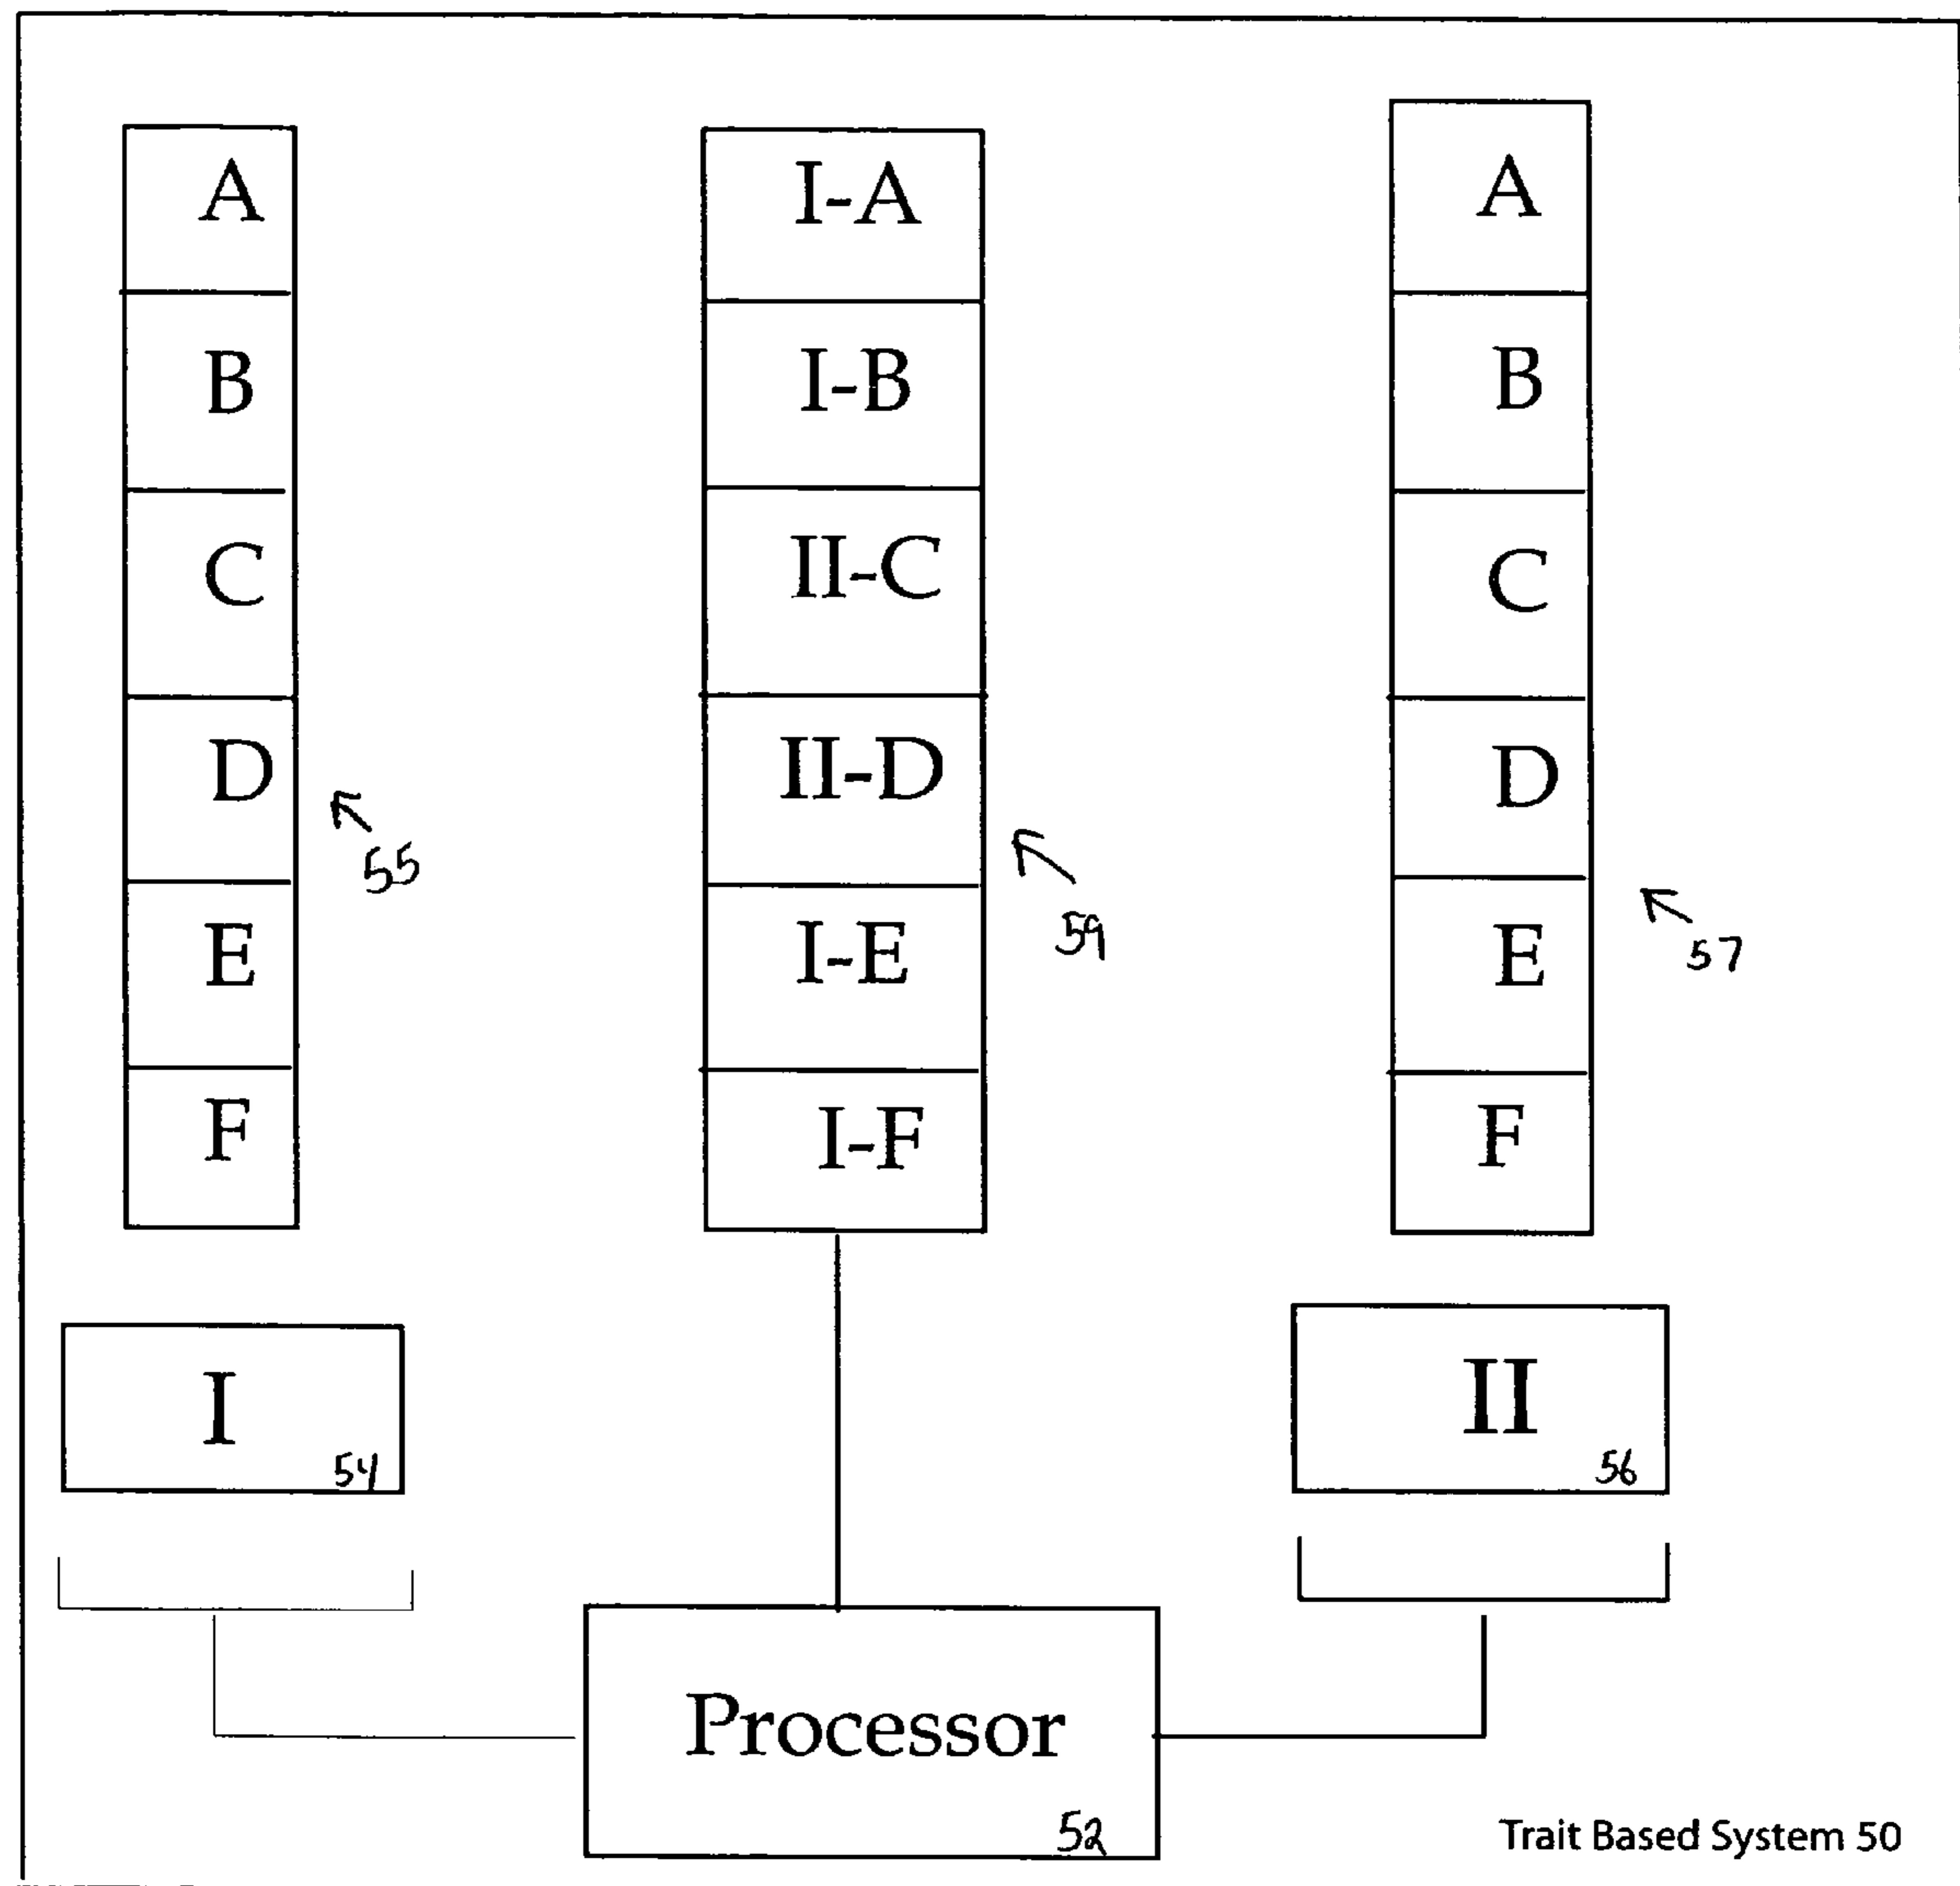 A
B
C
D
E
F
55
I-A
I-B
II-C
II-D
I-E
I-F
59
A
B
C
D
E
F
57
I
54
II
56
Processor
52
Trait Based System 50